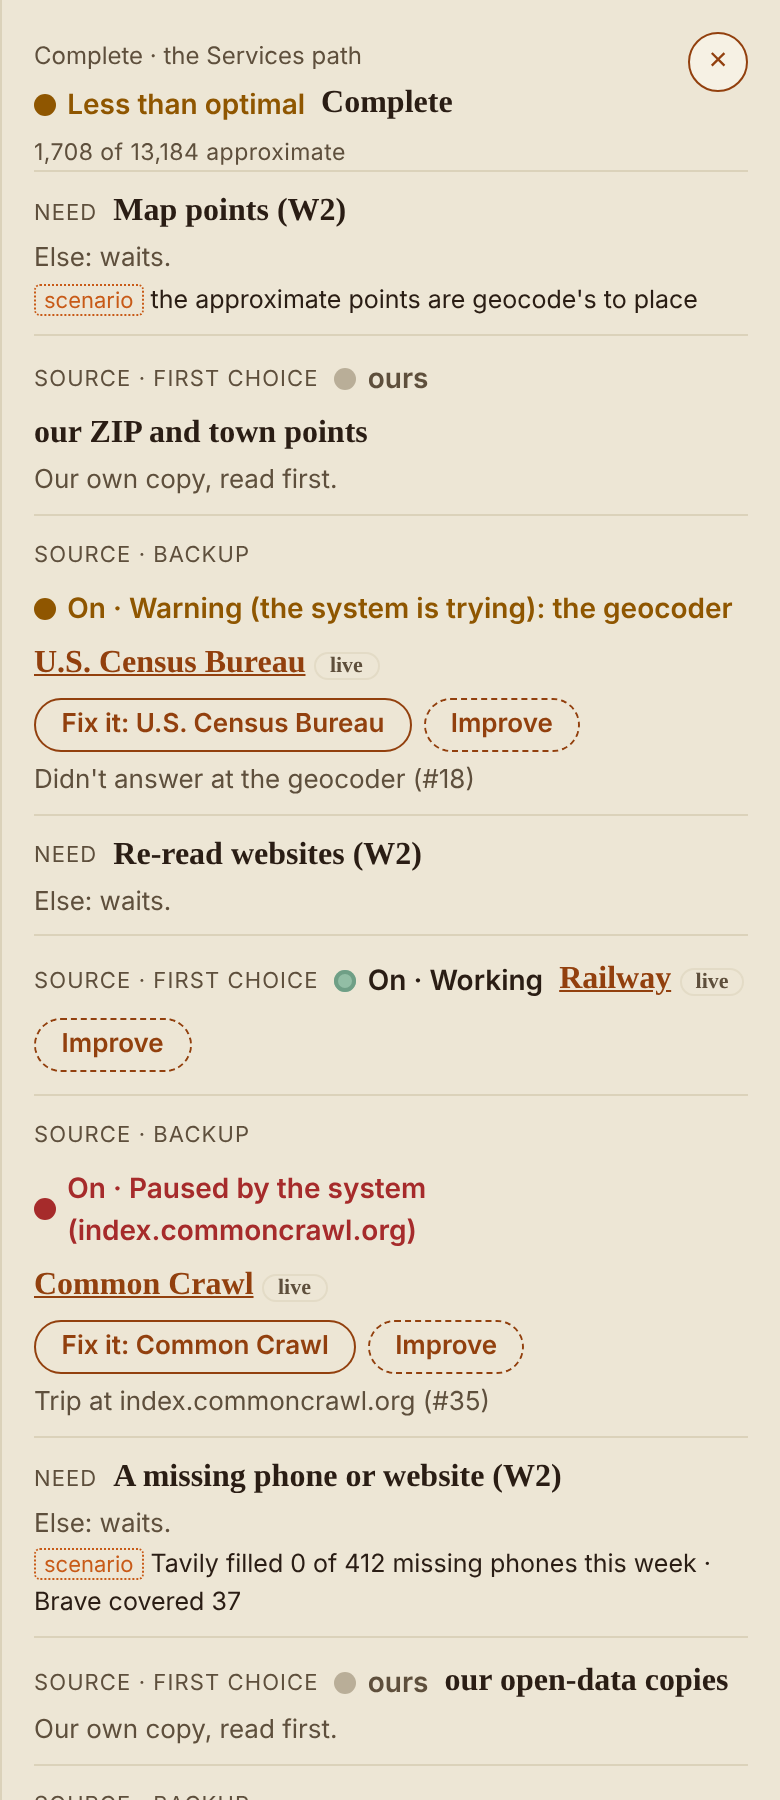 Complete · the Services path
×
Less than optimal Complete
1,708 of 13,184 approximate
NEED Map points (W2)
Else: waits.
scenario the approximate points are geocode's to place
SOURCE · FIRST CHOICE ours
our ZIP and town points
Our own copy, read first.
SOURCE · BACKUP
On · Warning (the system is trying): the geocoder
U.S. Census Bureau live
Fix it: U.S. Census Bureau Improve
Didn't answer at the geocoder (#18)
NEED Re-read websites (W2)
Else: waits.
SOURCE · FIRST CHOICE On · Working Railway live
Improve
SOURCE · BACKUP
On · Paused by the system
(index.commoncrawl.org)
Common Crawl live
Fix it: Common Crawl Improve
Trip at index.commoncrawl.org (#35)
NEED A missing phone or website (W2)
Else: waits.
scenario Tavily filled 0 of 412 missing phones this week ·
Brave covered 37
SOURCE · FIRST CHOICE ours our open-data copies
Our own copy, read first.
SOURCE · BACKUP